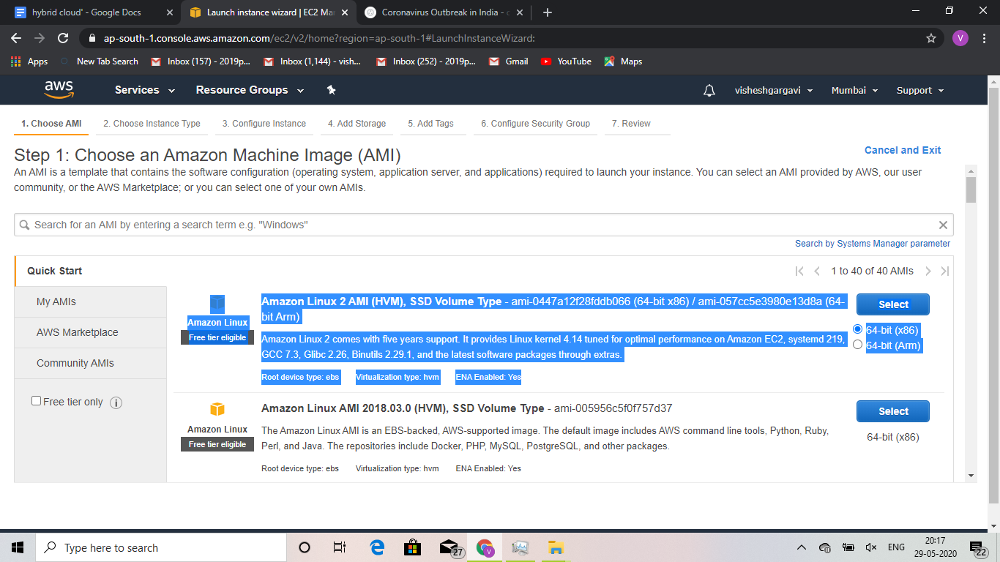 hybrid cloud' - Google Docs
Launch instance wizard | EC2 Ma
Coronavirus Outbreak in India -
ap-south-1.console.aws.amazon.com/ec2/v2/home?region=ap-south-1#LaunchInstanceWizard:
V
Apps
New Tab Search
Inbox (157) - 2019p...
Inbox (1,144) - vish...
Inbox (252) - 2019p...
Gmail
YouTube
Maps
aws
Services
Resource Groups
visheshgargavi
Mumbai
Support
1. Choose AMI
2. Choose Instance Type
3. Configure Instance
4. Add Storage
5. Add Tags
6. Configure Security Group
7. Review
Step 1: Choose an Amazon Machine Image (AMI)
Cancel and Exit
An AMI is a template that contains the software configuration (operating system, application server, and applications) required to launch your instance. You can select an AMI provided by AWS, our user
community, or the AWS Marketplace; or you can select one of your own AMIs.
Search for an AMI by entering a search term e.g. "Windows"
Search by Systems Manager parameter
Quick Start
1 to 40 of 40 AMIs
My AMIs
AWS Marketplace
Community AMIs
Free tier only
Amazon Linux
Free tier eligible
Amazon Linux 2 AMI (HVM), SSD Volume Type - ami-0447a12f28fddb066 (64-bit x86) / ami-057cc5e3980e13d8a (64-
bit Arm)
Amazon Linux 2 comes with five years support. It provides Linux kernel 4.14 tuned for optimal performance on Amazon EC2, systemd 219,
GCC 7.3, Glibc 2.26, Binutils 2.29.1, and the latest software packages through extras.
Root device type: ebs
Virtualization type: hvm
ENA Enabled: Yes
Select
64-bit (x86)
64-bit (Arm)
Amazon Linux
Free tier eligible
Amazon Linux AMI 2018.03.0 (HVM), SSD Volume Type - ami-005956c5f0f757d37
The Amazon Linux AMI is an EBS-backed, AWS-supported image. The default image includes AWS command line tools, Python, Ruby,
Perl, and Java. The repositories include Docker, PHP, MySQL, PostgreSQL, and other packages.
Root device type: ebs
Virtualization type: hvm
ENA Enabled: Yes
Select
64-bit (x86)
Type here to search
27
V
ENG
20:17
29-05-2020
22